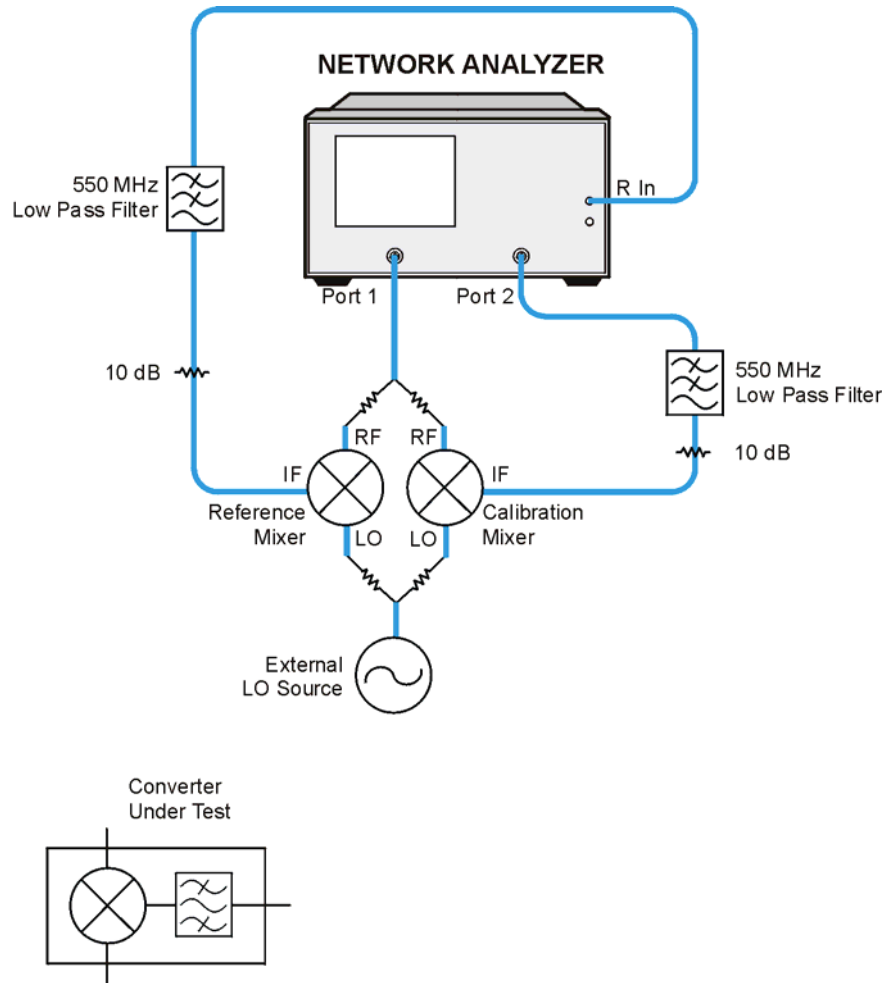 NETWORK ANALYZER
550 MHz
Low Pass Filter
R In
Port 1
Port 2
10 dB
550 MHz
Low Pass Filter
10 dB
RF
RF
IF
IF
Reference
Mixer
LO
LO
Calibration
Mixer
External
LO Source
Converter
Under Test